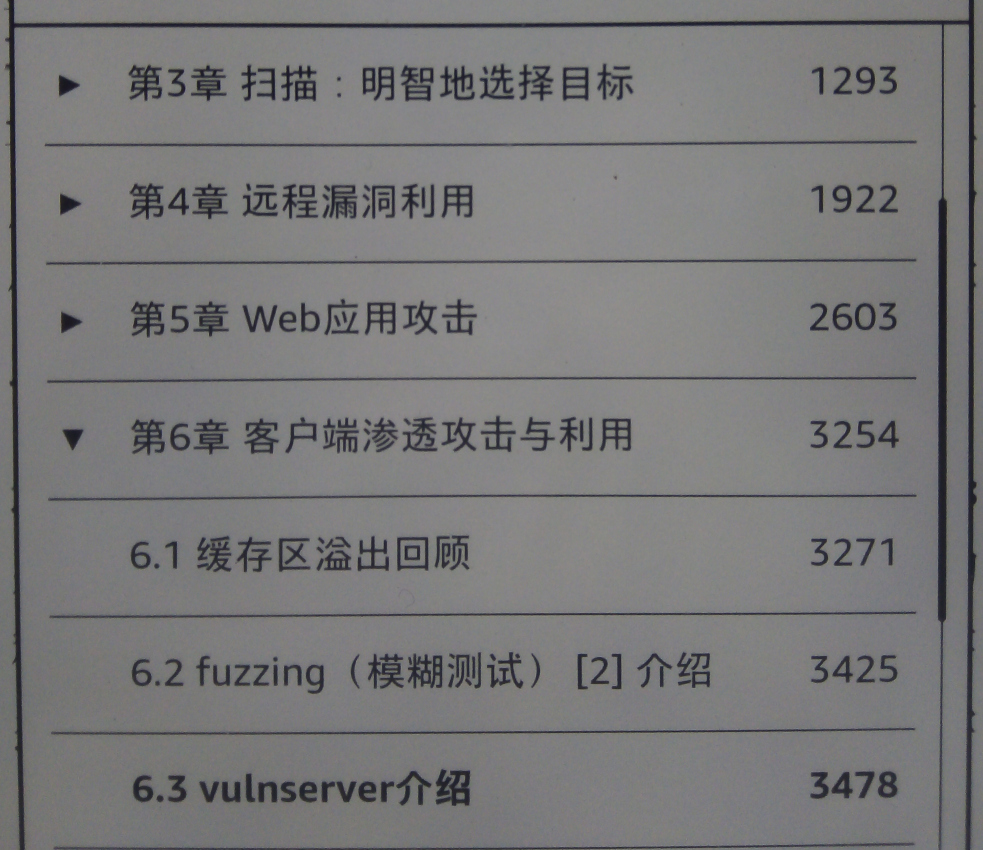 ▶ 第3章 扫描：明智地选择目标 1293
▶ 第4章 远程漏洞利用 1922
▶ 第5章 Web应用攻击 2603
▼ 第6章 客户端渗透攻击与利用 3254
6.1 缓存区溢出回顾 3271
6.2 fuzzing（模糊测试） [2] 介绍 3425
6.3 vulnserver介绍 3478